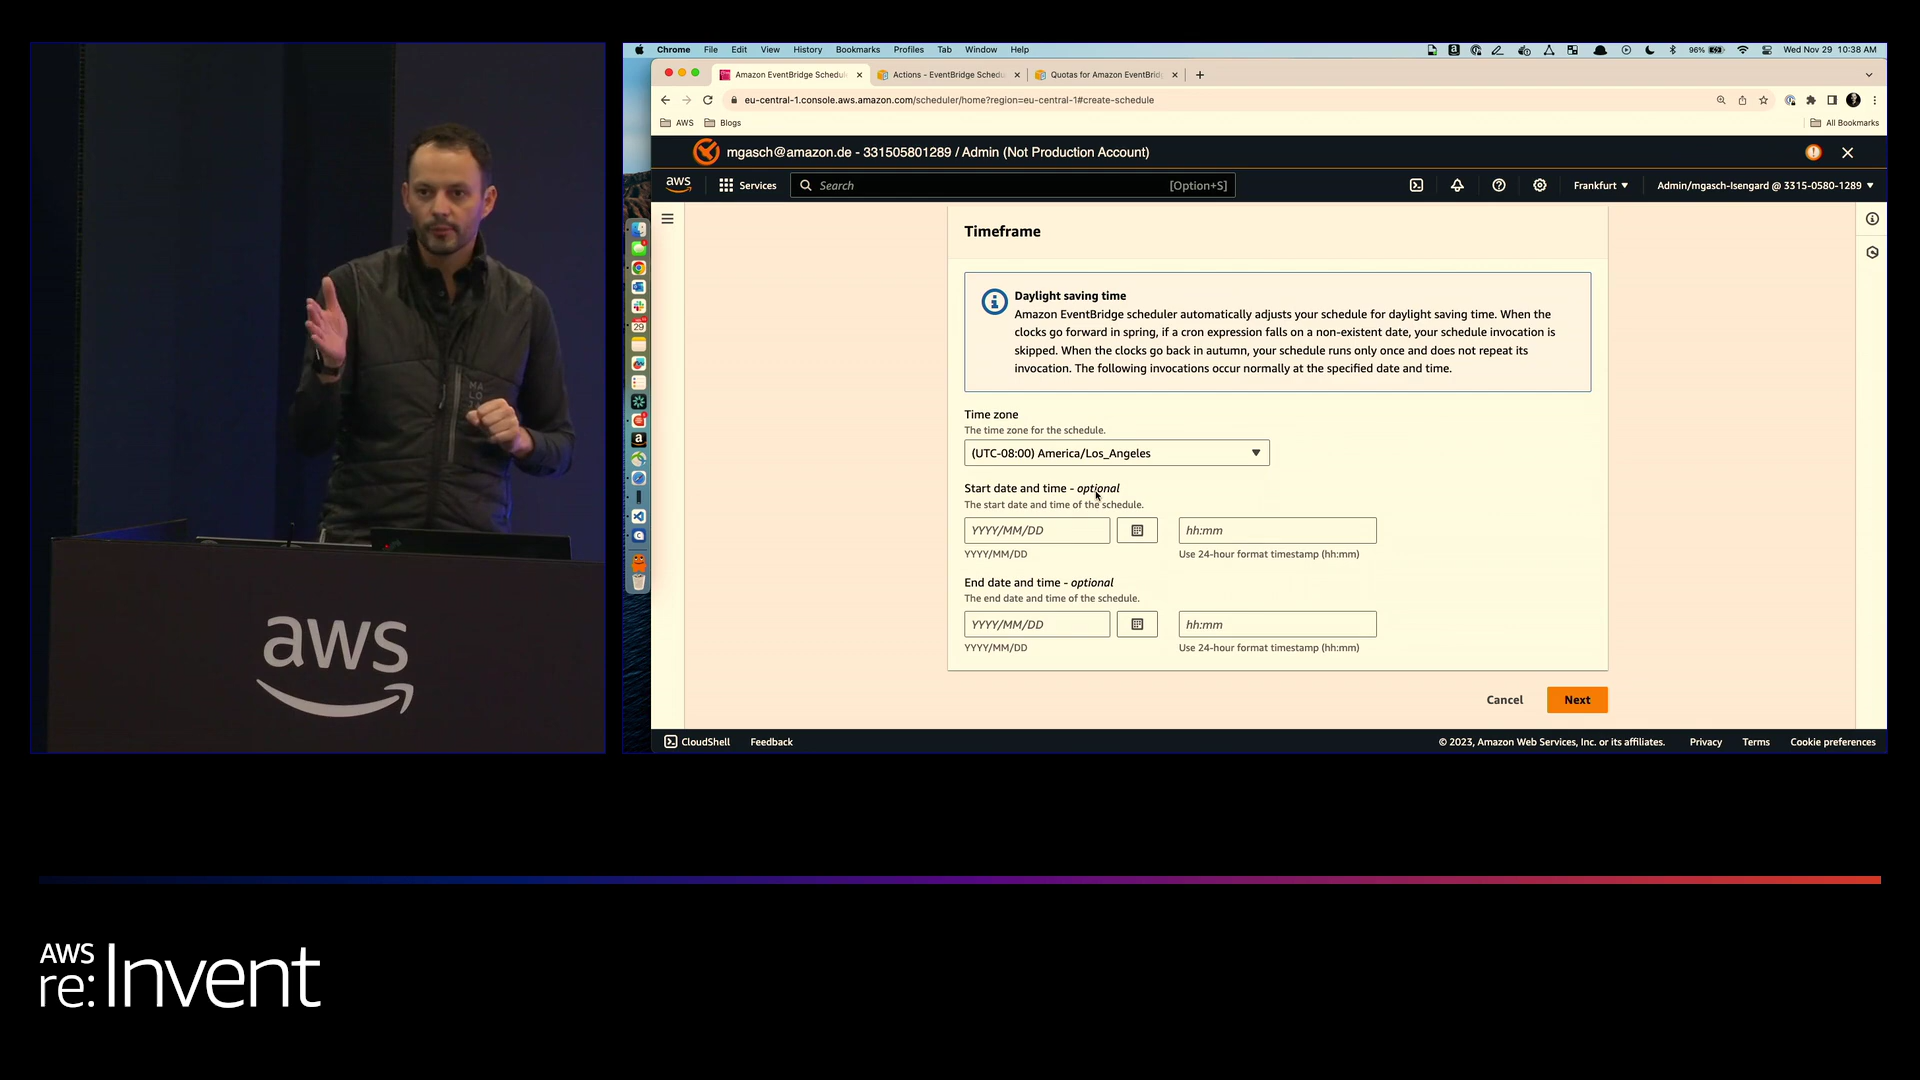 Chrome File Edit View History Bookmarks Profiles Tab Window Help
96% Wed Nov 29 10:38 AM
Amazon EventBridge Schedul
Actions - EventBridge Schedu
Quotas for Amazon EventBrid
eu-central-1.console.aws.amazon.com/scheduler/home?region=eu-central-1#create-schedule
AWS Blogs All Bookmarks
mgasch@amazon.de - 331505801289 / Admin (Not Production Account)
aws Services Search [Option+S] Frankfurt Admin/mgasch-Isengard @ 3315-0580-1289
Timeframe
Daylight saving time
Amazon EventBridge scheduler automatically adjusts your schedule for daylight saving time. When the
clocks go forward in spring, if a cron expression falls on a non-existent date, your schedule invocation is
skipped. When the clocks go back in autumn, your schedule runs only once and does not repeat its
invocation. The following invocations occur normally at the specified date and time.
Time zone
The time zone for the schedule.
(UTC-08:00) America/Los_Angeles
Start date and time - optional
The start date and time of the schedule.
YYYY/MM/DD hh:mm
YYYY/MM/DD Use 24-hour format timestamp (hh:mm)
End date and time - optional
The end date and time of the schedule.
YYYY/MM/DD hh:mm
YYYY/MM/DD Use 24-hour format timestamp (hh:mm)
Cancel Next
CloudShell Feedback © 2023, Amazon Web Services, Inc. or its affiliates. Privacy Terms Cookie preferences
aws
AWS
re:Invent